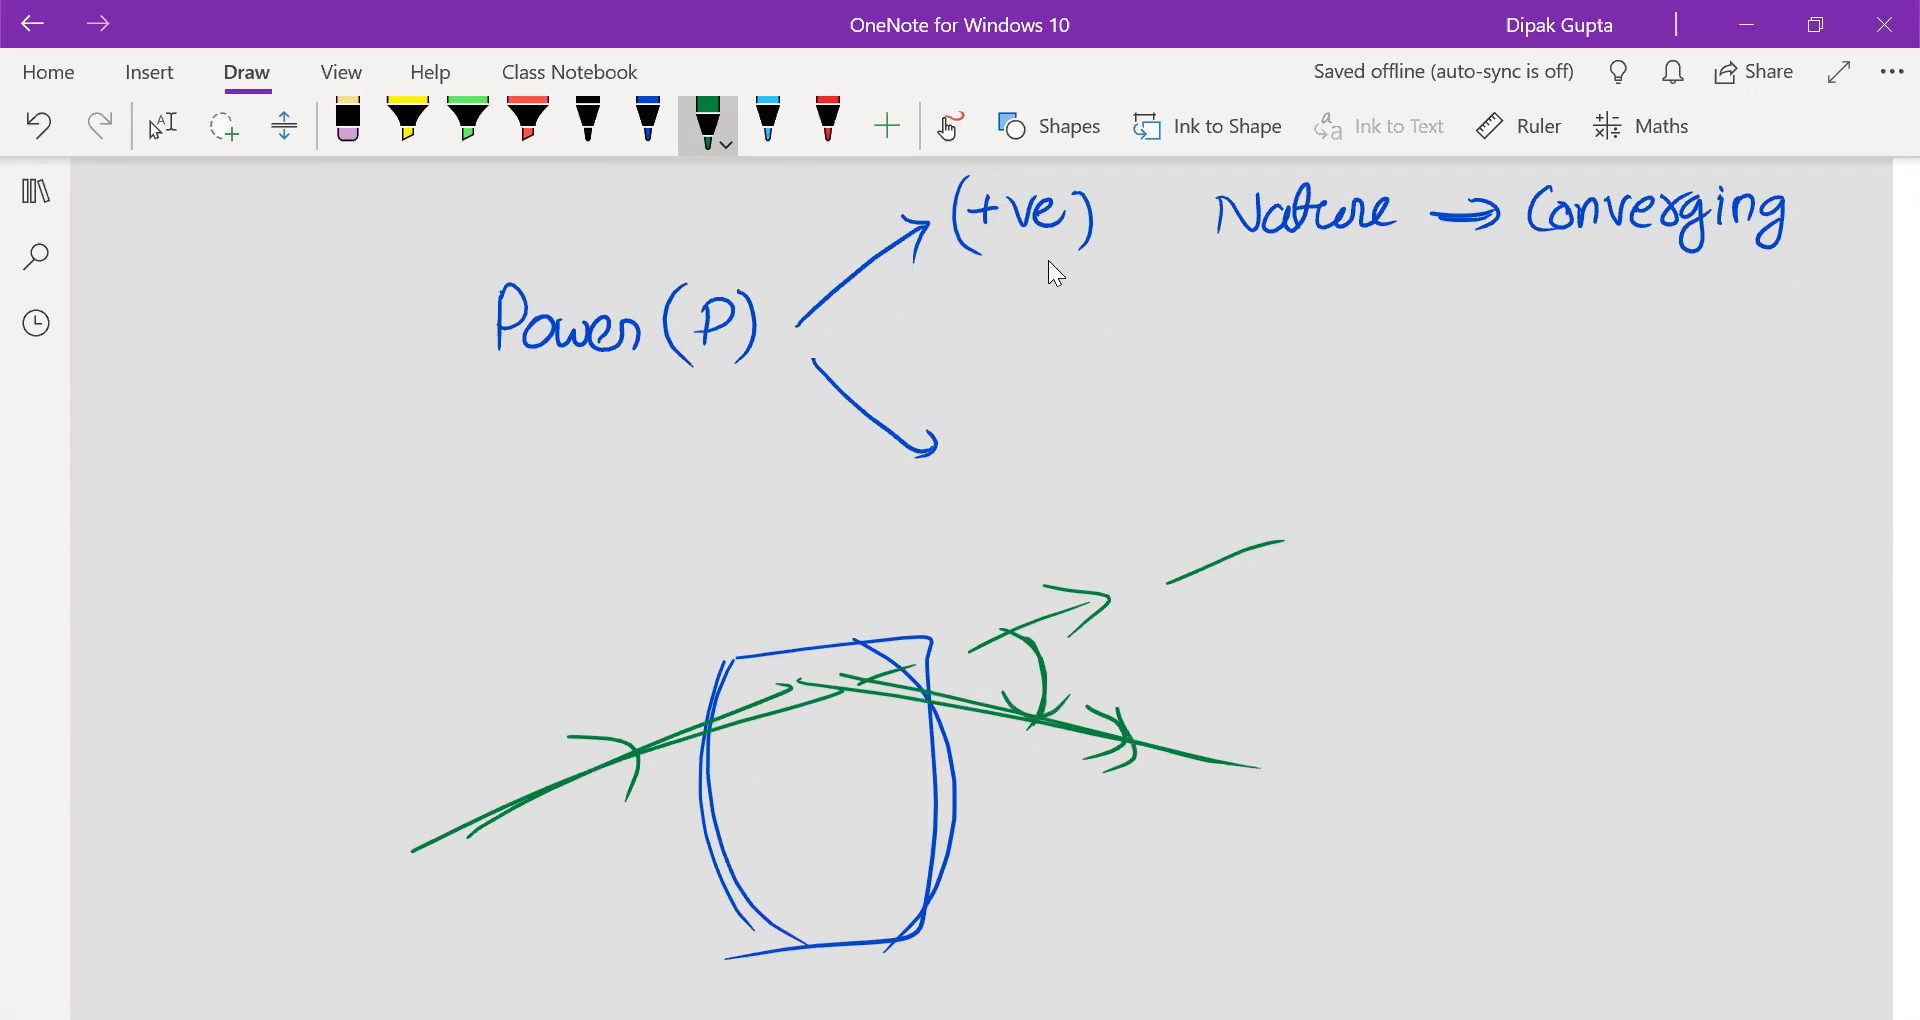 OneNote for Windows 10
Dipak Gupta
Home Insert Draw View Help Class Notebook
Saved offline (auto-sync is off) Share
Shapes Ink to Shape Ink to Text Ruler Maths
(+ve) Nature → Converging
Power (P)